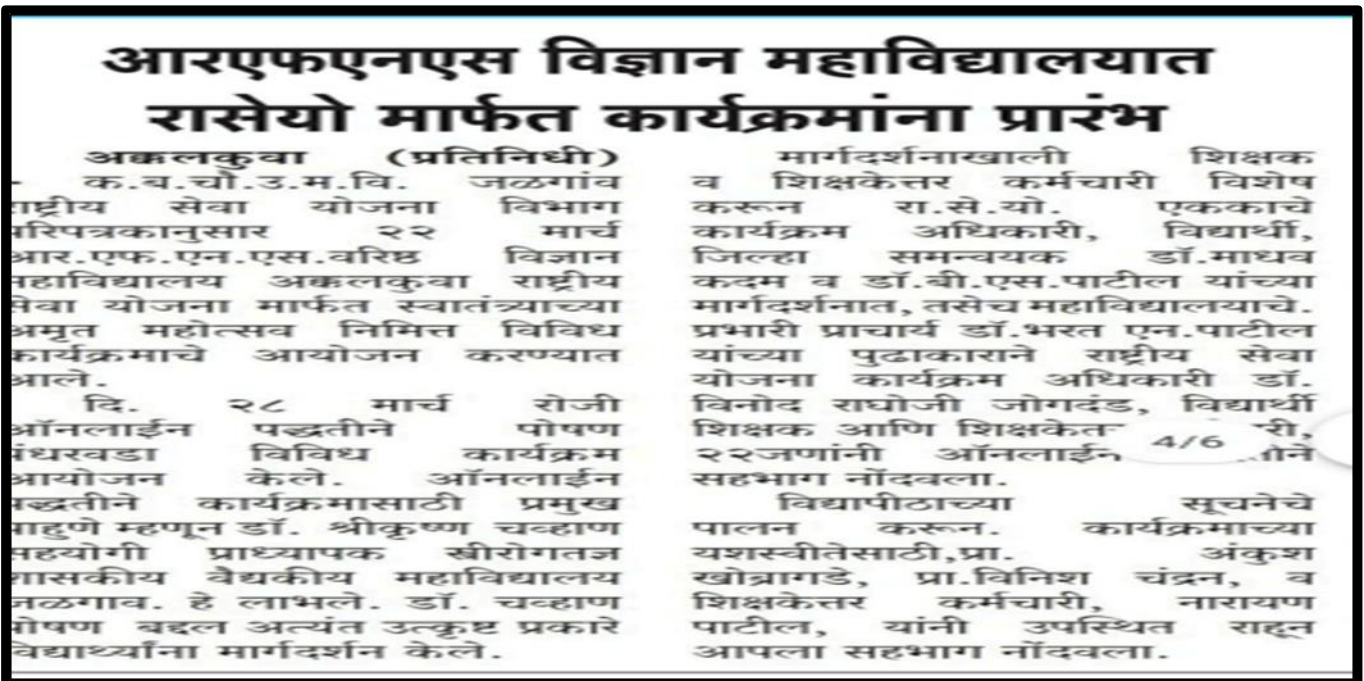 आरएफएनएस विज्ञान महाविद्यालयात
रासेयो मार्फत कार्यक्रमांना प्रारंभ
अक्कलकुवा (प्रतिनिधी)
- क.ब.चौ.उ.म.वि. जळगांव
राष्ट्रीय सेवा योजना विभाग
परिपत्रकानुसार २२ मार्च
आर.एफ.एन.एस.वरिष्ठ विज्ञान
महाविद्यालय अक्कलकुवा राष्ट्रीय
सेवा योजना मार्फत स्वातंत्र्याच्या
अमृत महोत्सव निमित्त विविध
कार्यक्रमाचे आयोजन करण्यात
आले.
दि. २८ मार्च रोजी
ऑनलाईन पद्धतीने पोषण
पंधरवडा विविध कार्यक्रम
आयोजन केले. ऑनलाईन
पद्धतीने कार्यक्रमासाठी प्रमुख
पाहुणे म्हणून डॉ. श्रीकृष्ण चव्हाण
सहयोगी प्राध्यापक स्त्रीरोगतज्ञ
शासकीय वैद्यकीय महाविद्यालय
जळगाव. हे लाभले. डॉ. चव्हाण
पोषण बद्दल अत्यंत उत्कृष्ट प्रकारे
विद्यार्थ्यांना मार्गदर्शन केले.
मार्गदर्शनाखाली शिक्षक
व शिक्षकेत्तर कर्मचारी विशेष
करून रा.से.यो. एककाचे
कार्यक्रम अधिकारी, विद्यार्थी,
जिल्हा समन्वयक डॉ.माधव
कदम व डॉ.बी.एस.पाटील यांच्या
मार्गदर्शनात, तसेच महाविद्यालयाचे.
प्रभारी प्राचार्य डॉ.भरत एन.पाटील
यांच्या पुढाकाराने राष्ट्रीय सेवा
योजना कार्यक्रम अधिकारी डॉ.
विनोद राघोजी जोगदंड, विद्यार्थी
शिक्षक आणि 4/6
२२जणांनी ऑनलाईन
सहभाग नोंदवला.
विद्यापीठाच्या सूचनेचे
पालन करून. कार्यक्रमाच्या
यशस्वीतेसाठी,प्रा. अंकुश
खोब्रागडे, प्रा.विनिश चंद्रन, व
शिक्षकेत्तर कर्मचारी, नारायण
पाटील, यांनी उपस्थित राहून
आपला सहभाग नोंदवला.